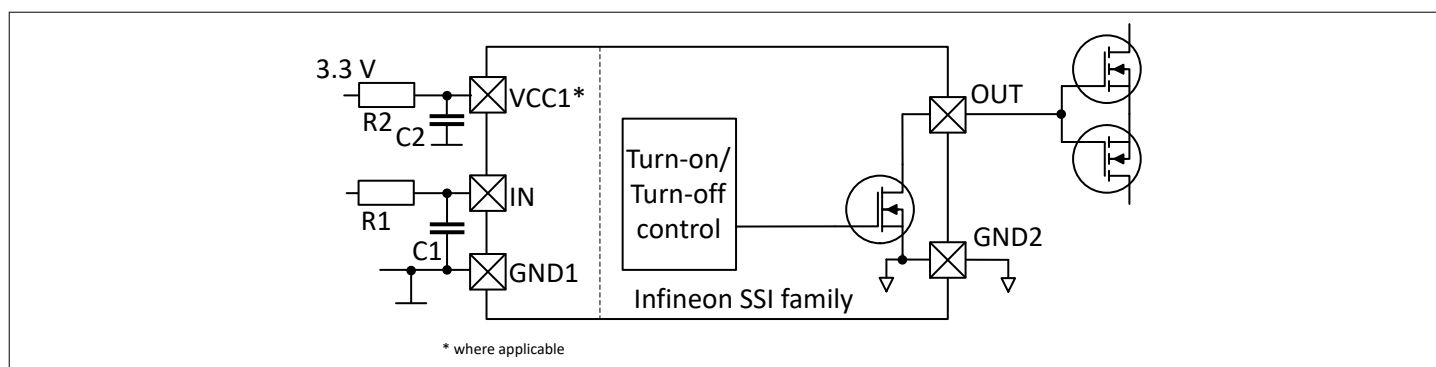 3.3 V
VCC1*
R2
C2
IN
R1
C1
GND1
Turn-on/
Turn-off
control
OUT
GND2
Infineon SSI family
* where applicable